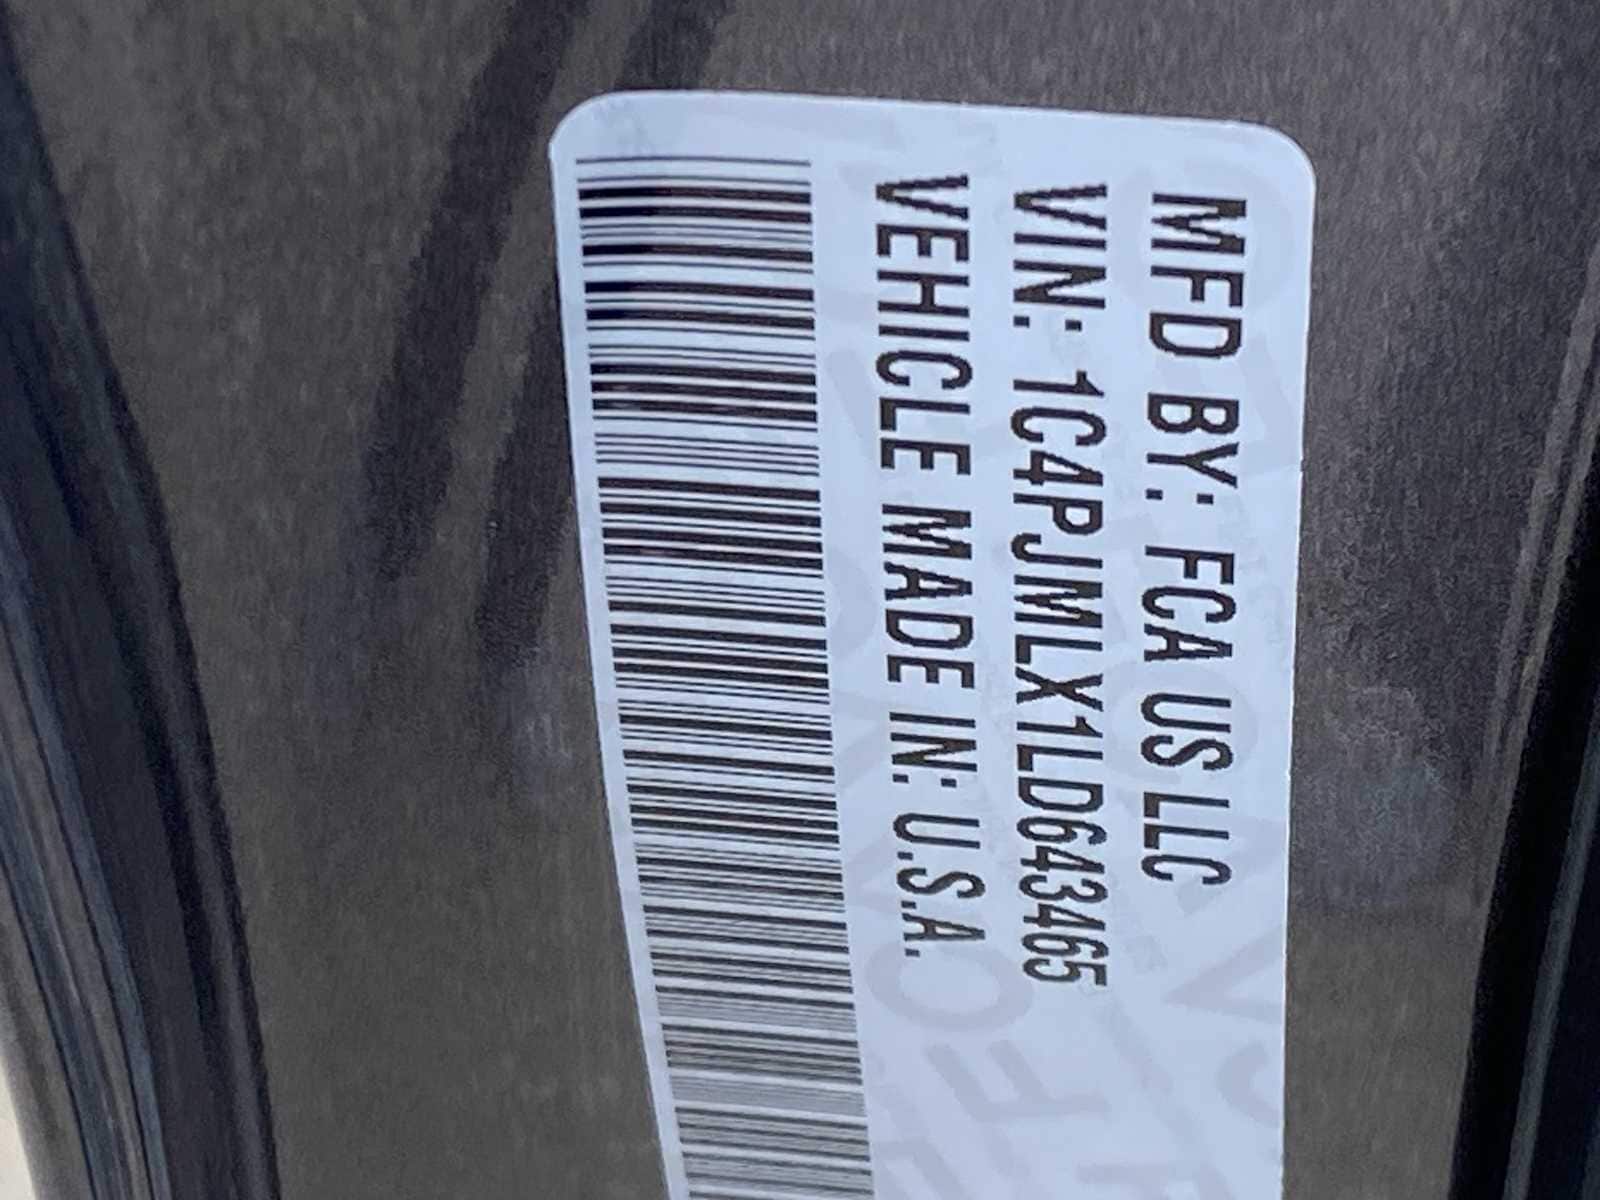 MFD BY: FCA US LLC
VIN: 1C4PJMLX1LD643465
VEHICLE MADE IN: U.S.A.